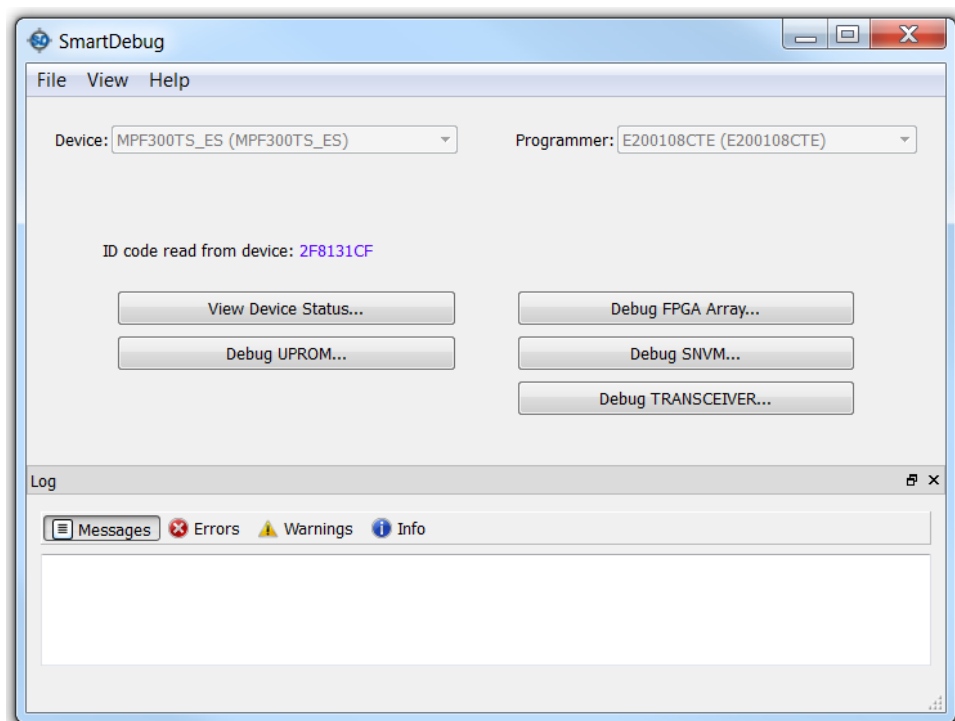 SmartDebug
File View Help
Device: MPF300TS_ES (MPF300TS_ES) Programmer: E200108CTE (E200108CTE)
ID code read from device: 2F8131CF
View Device Status... Debug FPGA Array...
Debug UPROM... Debug SNVM...
Debug TRANSCEIVER...
Log
Messages Errors Warnings Info